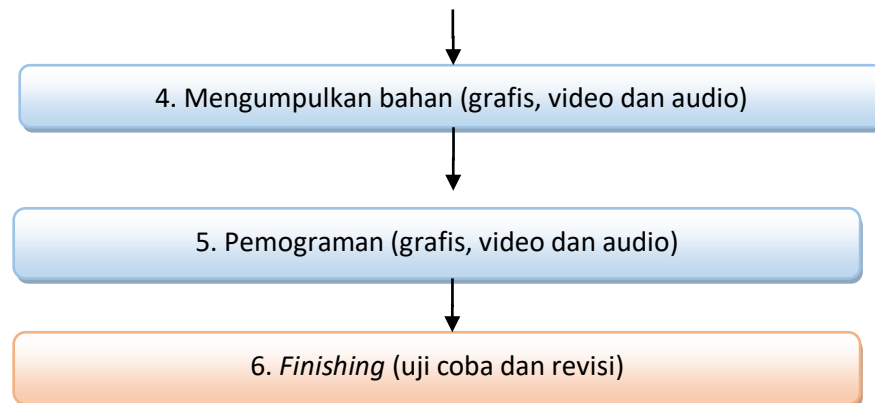 4. Mengumpulkan bahan (grafis, video dan audio)
5. Pemograman (grafis, video dan audio)
6. Finishing (uji coba dan revisi)